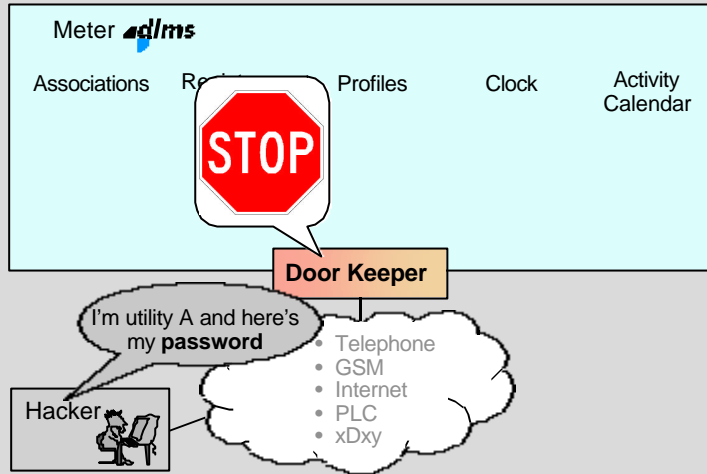 Meter dlms
Associations
Profiles
Clock
Activity
Calendar
STOP
Door Keeper
I'm utility A and here's
my password
• Telephone
• GSM
• Internet
• PLC
• xDxy
Hacker